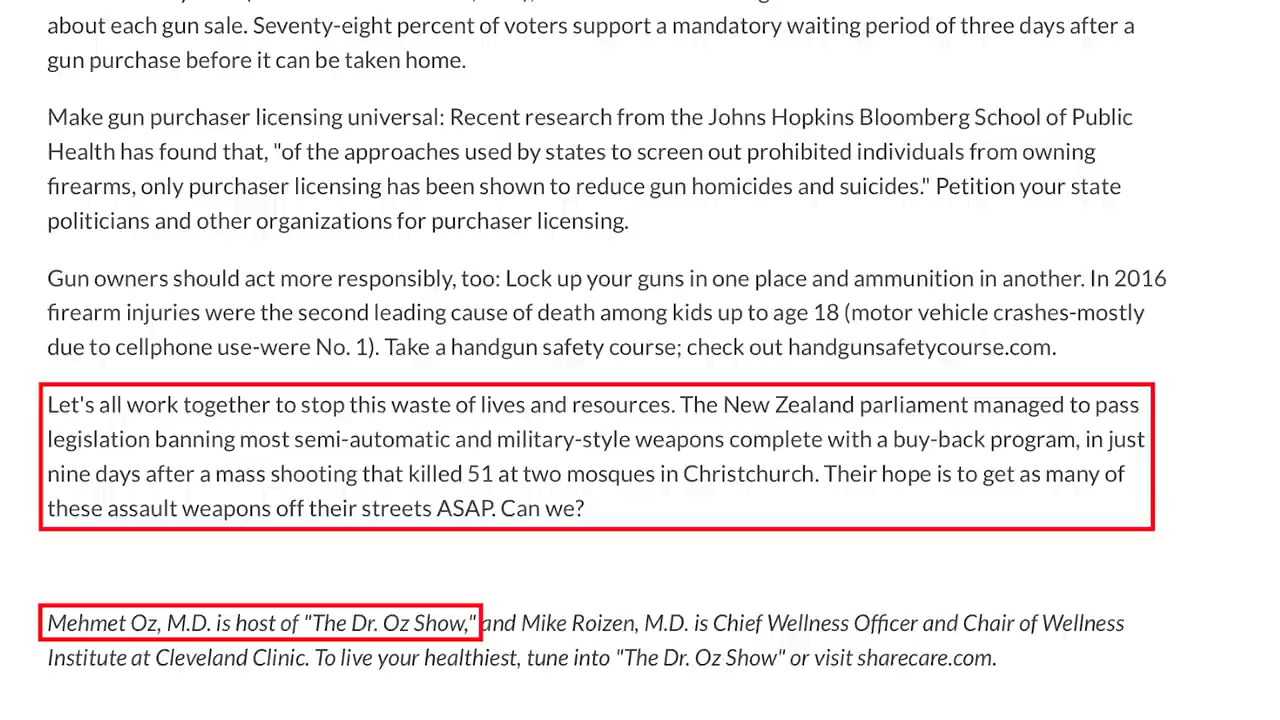 about each gun sale. Seventy-eight percent of voters support a mandatory waiting period of three days after a
gun purchase before it can be taken home.
Make gun purchaser licensing universal: Recent research from the Johns Hopkins Bloomberg School of Public
Health has found that, "of the approaches used by states to screen out prohibited individuals from owning
firearms, only purchaser licensing has been shown to reduce gun homicides and suicides." Petition your state
politicians and other organizations for purchaser licensing.
Gun owners should act more responsibly, too: Lock up your guns in one place and ammunition in another. In 2016
firearm injuries were the second leading cause of death among kids up to age 18 (motor vehicle crashes-mostly
due to cellphone use-were No. 1). Take a handgun safety course; check out handgunsafetycourse.com.
Let's all work together to stop this waste of lives and resources. The New Zealand parliament managed to pass
legislation banning most semi-automatic and military-style weapons complete with a buy-back program, in just
nine days after a mass shooting that killed 51 at two mosques in Christchurch. Their hope is to get as many of
these assault weapons off their streets ASAP. Can we?
Mehmet Oz, M.D. is host of "The Dr. Oz Show," and Mike Roizen, M.D. is Chief Wellness Officer and Chair of Wellness
Institute at Cleveland Clinic. To live your healthiest, tune into "The Dr. Oz Show" or visit sharecare.com.